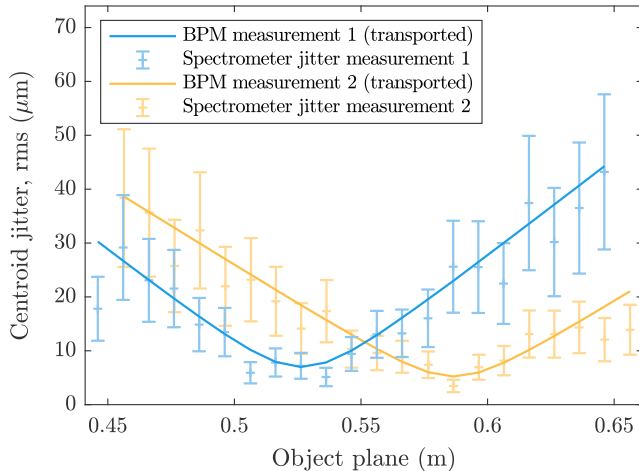 BPM measurement 1 (transported)
Spectrometer jitter measurement 1
BPM measurement 2 (transported)
Spectrometer jitter measurement 2
Centroid jitter, rms (μm)
70
60
50
40
30
20
10
0
0.45
0.5
0.55
0.6
0.65
Object plane (m)